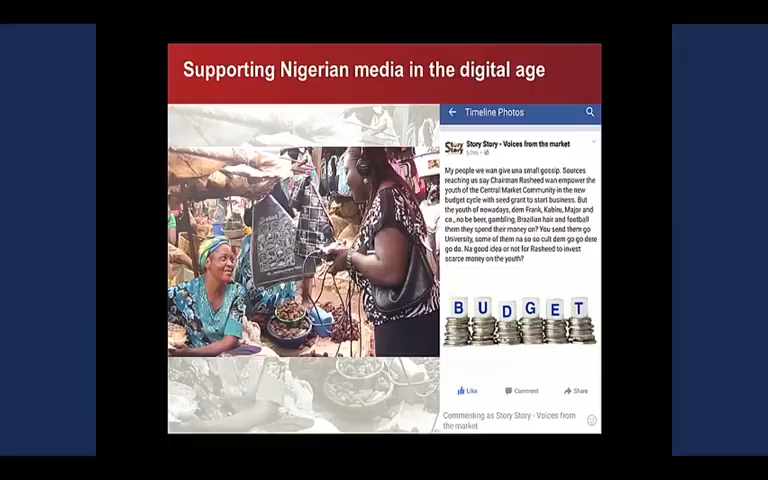 Supporting Nigerian media in the digital age
Timeline Photos
Story Story - Voices from the market
My people we wan give una small gossip. Sources
reaching us say Chairman Rasheed wan empower the
youth of the Central Market Community in the new
budget cycle with seed grant to start business. But
the youth of nowadays, dem Frank, Kabiru, Major and
co., no be beer, gambling, Brazilian hair and football
them they spend their money on? You send them go
University, some of them na so so cult dem go go dere
go do. Na good idea or not for Rasheed to invest
scarce money on the youth?
BUDGET
Like Comment Share
Commenting as Story Story - Voices from
the market